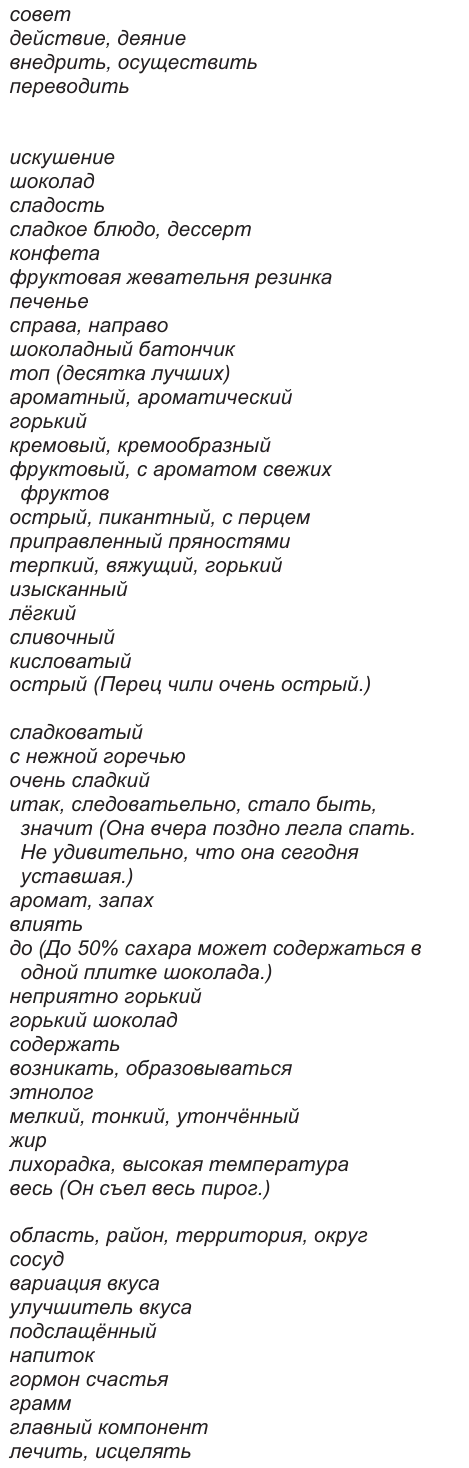 совет
действие, деяние
внедрить, осуществить
переводить
искушение
шоколад
сладость
сладкое блюдо, дессерт
конфета
фруктовая жевательня резинка
печенье
справа, направо
шоколадный батончик
топ (десятка лучших)
ароматный, ароматический
горький
кремовый, кремообразный
фруктовый, с ароматом свежих
фруктов
острый, пикантный, с перцем
приправленный пряностями
терпкий, вяжущий, горький
изысканный
лёгкий
сливочный
кисловатый
острый (Перец чили очень острый.)
сладковатый
с нежной горечью
очень сладкий
итак, следоватьельно, стало быть,
значит (Она вчера поздно легла спать.
Не удивительно, что она сегодня
уставшая.)
аромат, запах
влиять
до (До 50% сахара может содержаться в
одной плитке шоколада.)
неприятно горький
горький шоколад
содержать
возникать, образовываться
этнолог
мелкий, тонкий, утончённый
жир
лихорадка, высокая температура
весь (Он съел весь пирог.)
область, район, территория, округ
сосуд
вариация вкуса
улучшитель вкуса
подслащённый
напиток
гормон счастья
грамм
главный компонент
лечить, исцелять